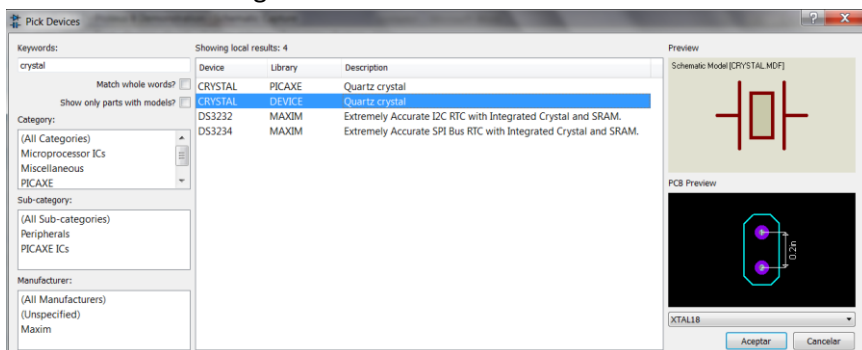 Pick Devices
Keywords:
crystal
Match whole words?
Show only parts with models?
Category:
(All Categories)
Microprocessor ICs
Miscellaneous
PICAXE
Sub-category:
(All Sub-categories)
Peripherals
PICAXE ICs
Manufacturer:
(All Manufacturers)
(Unspecified)
Maxim
Showing local results: 4
Device Library Description
CRYSTAL PICAXE Quartz crystal
CRYSTAL DEVICE Quartz crystal
DS3232 MAXIM Extremely Accurate I2C RTC with Integrated Crystal and SRAM.
DS3234 MAXIM Extremely Accurate SPI Bus RTC with Integrated Crystal and SRAM.
Preview
Schematic Model [CRYSTAL.MDF]
PCB Preview
0.2in
XTAL18
Aceptar Cancelar